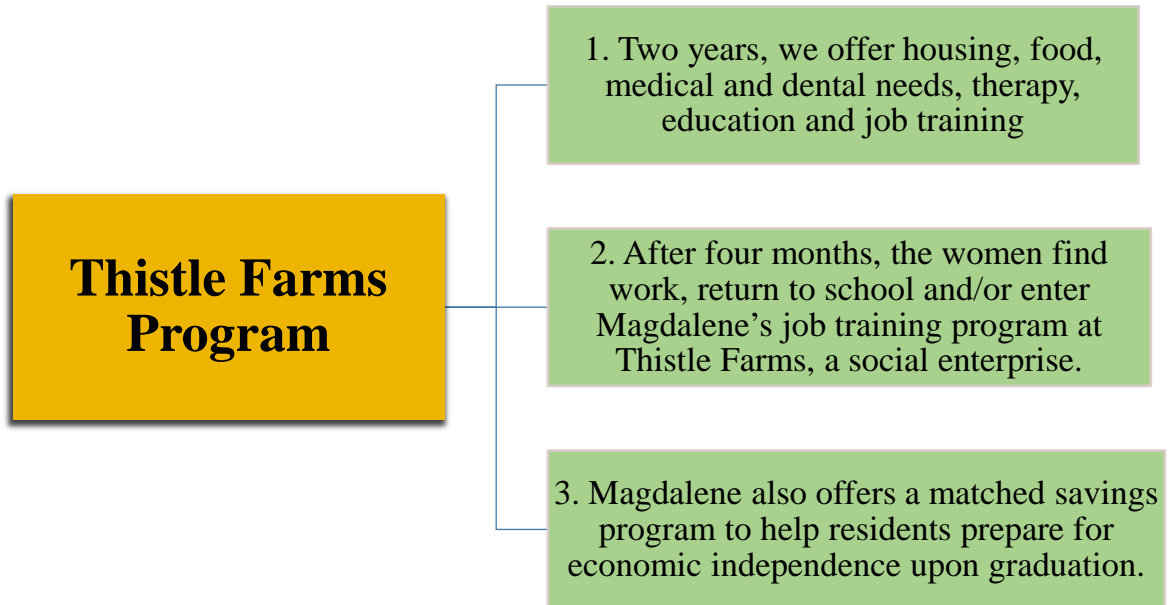 Thistle Farms
Program
1. Two years, we offer housing, food,
medical and dental needs, therapy,
education and job training
2. After four months, the women find
work, return to school and/or enter
Magdalene’s job training program at
Thistle Farms, a social enterprise.
3. Magdalene also offers a matched savings
program to help residents prepare for
economic independence upon graduation.